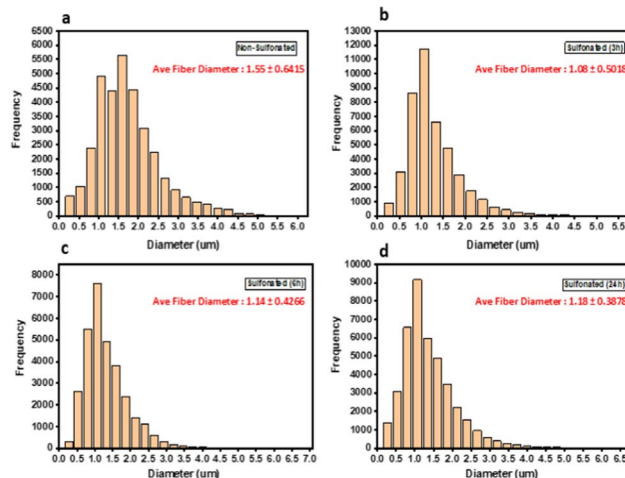 a
Non-Sulfonated
Ave Fiber Diameter : 1.55 ± 0.6415
Frequency
6500
6000
5500
5000
4500
4000
3500
3000
2500
2000
1500
1000
500
0
0.0 0.5 1.0 1.5 2.0 2.5 3.0 3.5 4.0 4.5 5.0 5.5 6.0
Diameter (um)
b
Sulfonated (3h)
Ave Fiber Diameter : 1.08 ± 0.5018
Frequency
13000
12000
11000
10000
9000
8000
7000
6000
5000
4000
3000
2000
1000
0
0.0 0.5 1.0 1.5 2.0 2.5 3.0 3.5 4.0 4.5 5.0 5.5
Diameter (um)
c
Sulfonated (6h)
Ave Fiber Diameter : 1.14 ± 0.4266
Frequency
8000
7000
6000
5000
4000
3000
2000
1000
0
0.0 0.5 1.0 1.5 2.0 2.5 3.0 3.5 4.0 4.5 5.0 5.5 6.0 6.5 7.0
Diameter (um)
d
Sulfonated (24h)
Ave Fiber Diameter : 1.18 ± 0.3878
Frequency
10000
9000
8000
7000
6000
5000
4000
3000
2000
1000
0
0.0 0.5 1.0 1.5 2.0 2.5 3.0 3.5 4.0 4.5 5.0 5.5 6.0 6.5 7.0
Diameter (um)